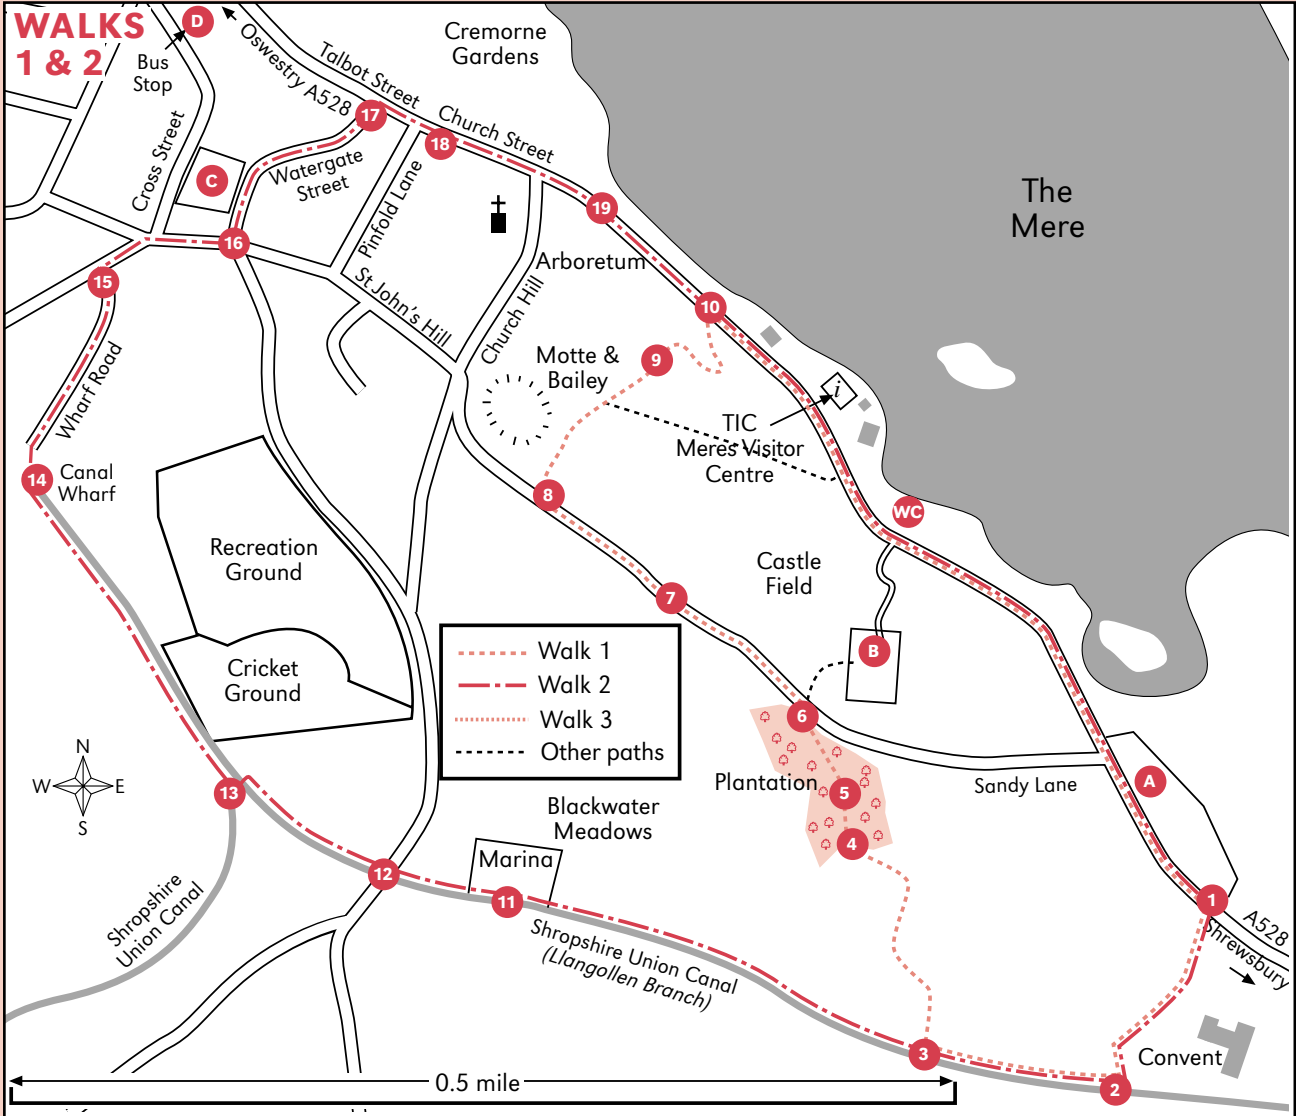 WALKS
1 & 2
D
Bus
Stop
Oswestry A528
Talbot Street
Cremorne
Gardens
17
18
Church Street
Cross Street
C
Watergate
Street
Pinfold Lane
19
The
Mere
16
15
Arboretum
St John's Hill
Church Hill
10
Wharf Road
Motte &
Bailey
9
i
TIC
Meres Visitor
Centre
14
Canal
Wharf
8
WC
Recreation
Ground
Castle
Field
7
B
Cricket
Ground
Walk 1
Walk 2
Walk 3
Other paths
6
N
W
E
S
Plantation
5
Sandy Lane
A
13
Blackwater
Meadows
4
Marina
12
11
1
A528
Shrewsbury
Shropshire
Union Canal
Shropshire Union Canal
(Llangollen Branch)
3
Convent
2
0.5 mile